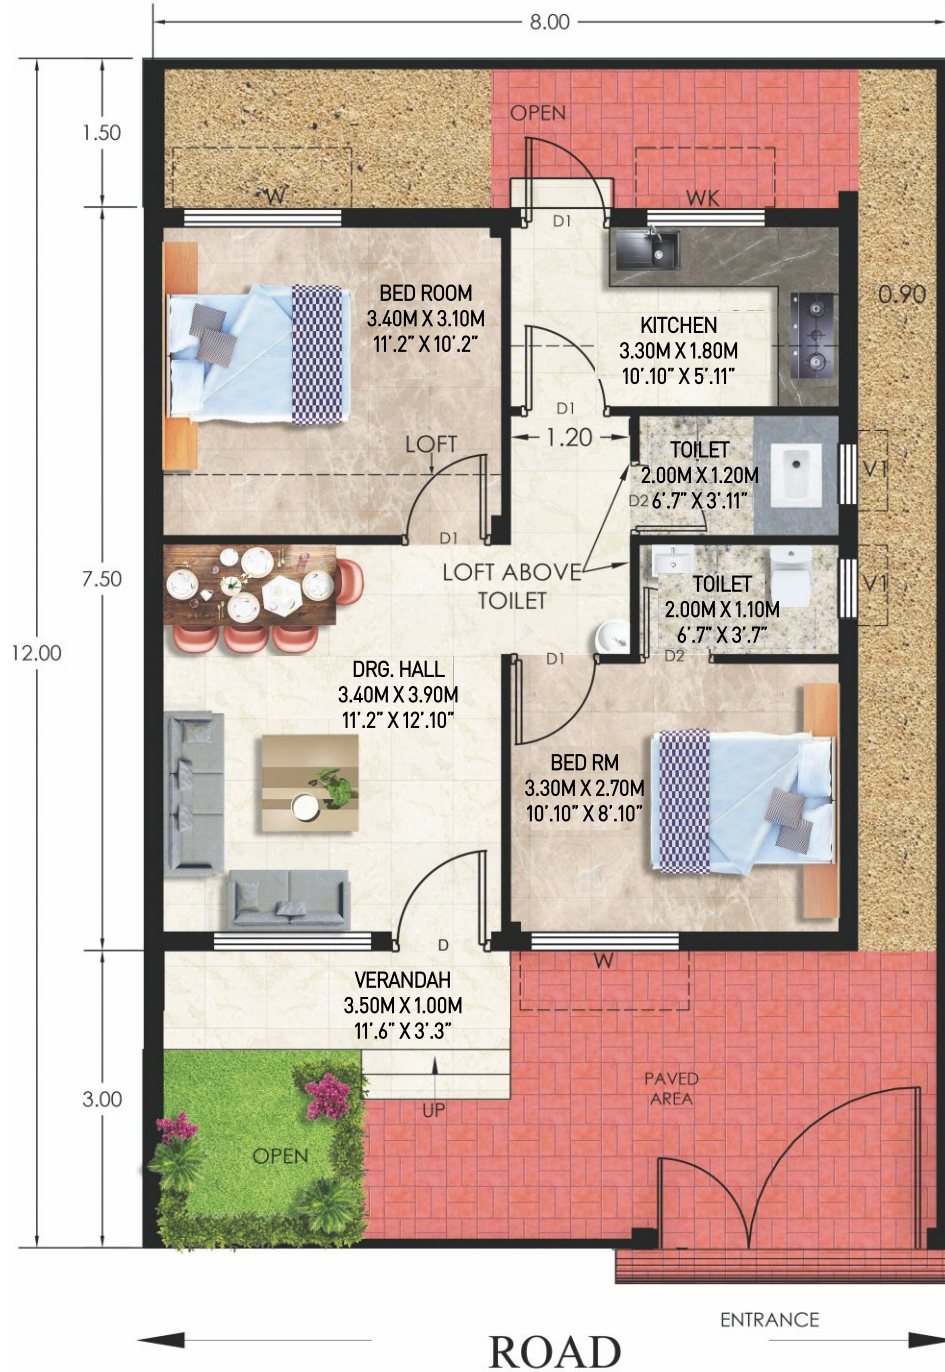 8.00
1.50
OPEN
W
WK
D1
0.90
BED ROOM
3.40M X 3.10M
11'.2" X 10'.2"
KITCHEN
3.30M X 1.80M
10'.10" X 5'.11"
D1
LOFT
1.20
TOILET
2.00M X 1.20M
6'.7" X 3'.11"
V1
D2
D1
7.50
LOFT ABOVE
TOILET
TOILET
2.00M X 1.10M
6'.7" X 3'.7"
V1
12.00
D1
D2
DRG. HALL
3.40M X 3.90M
11'.2" X 12'.10"
BED RM
3.30M X 2.70M
10'.10" X 8'.10"
D
W
VERANDAH
3.50M X 1.00M
11'.6" X 3'.3"
3.00
UP
PAVED
AREA
OPEN
ENTRANCE
ROAD